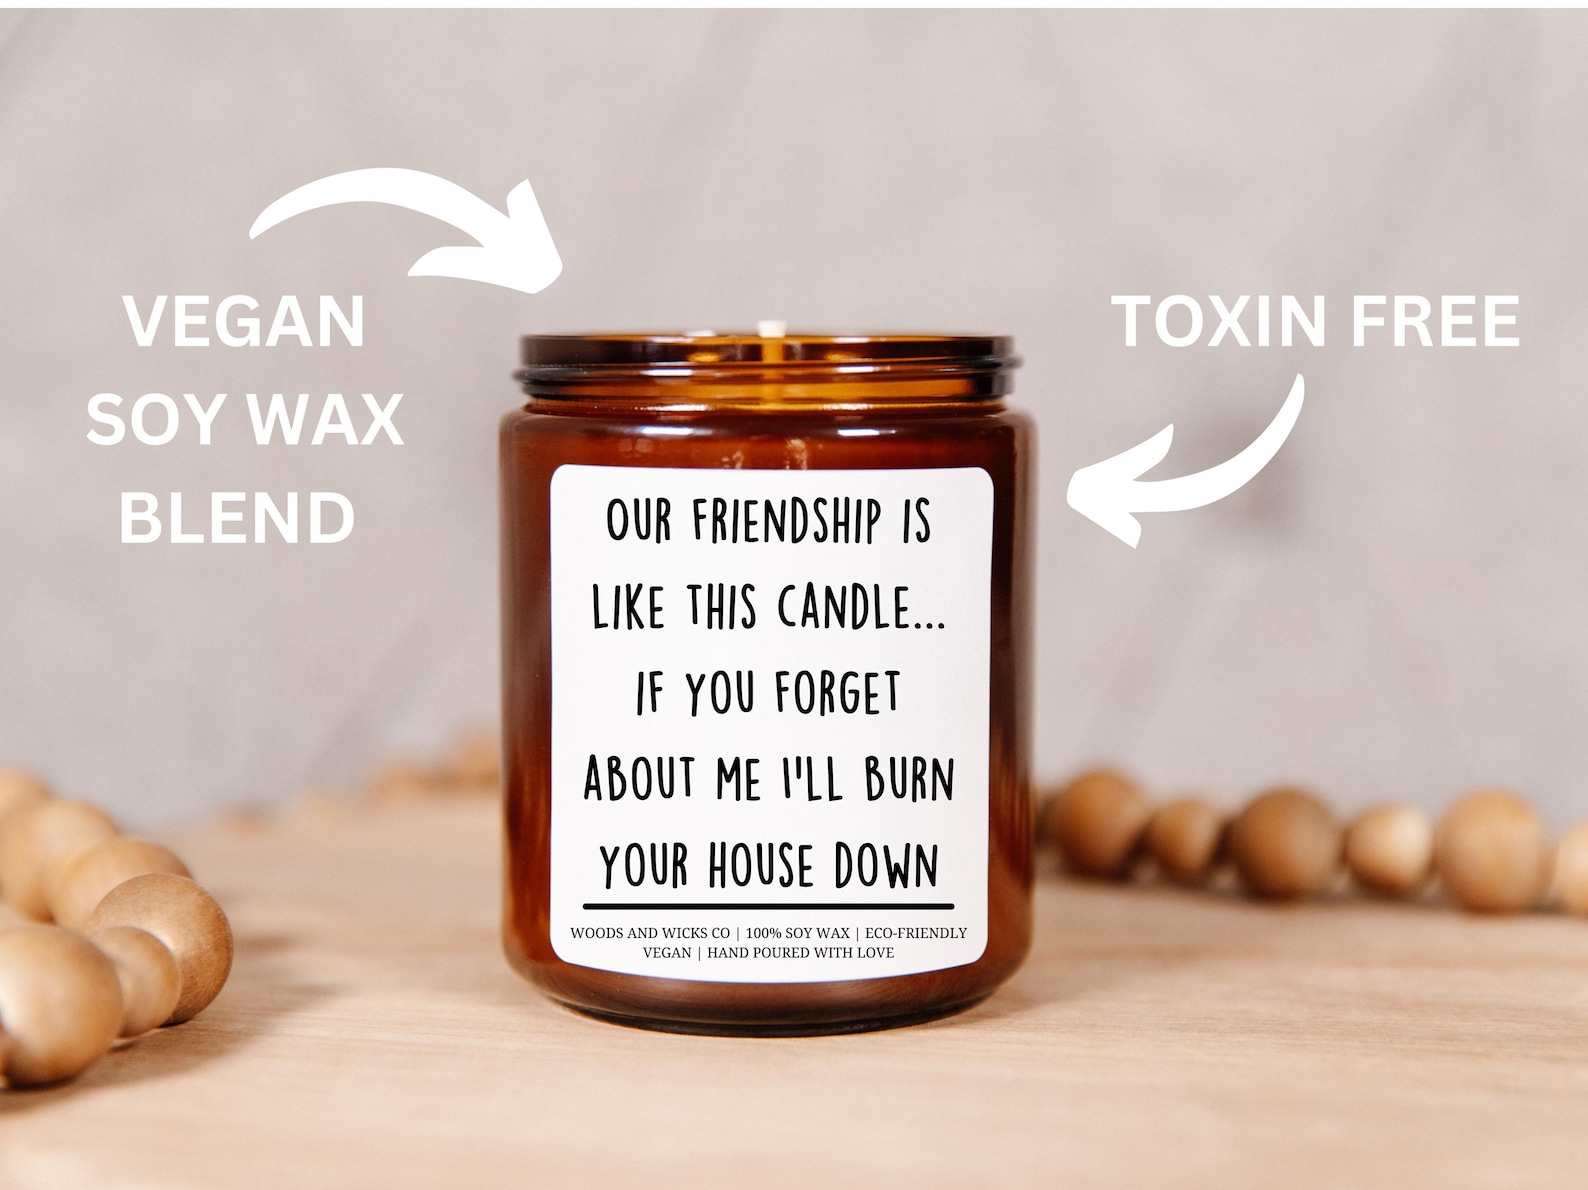 VEGAN
SOY WAX
BLEND
TOXIN FREE
OUR FRIENDSHIP IS
LIKE THIS CANDLE...
IF YOU FORGET
ABOUT ME I'LL BURN
YOUR HOUSE DOWN
WOODS AND WICKS CO | 100% SOY WAX | ECO-FRIENDLY
VEGAN | HAND POURED WITH LOVE